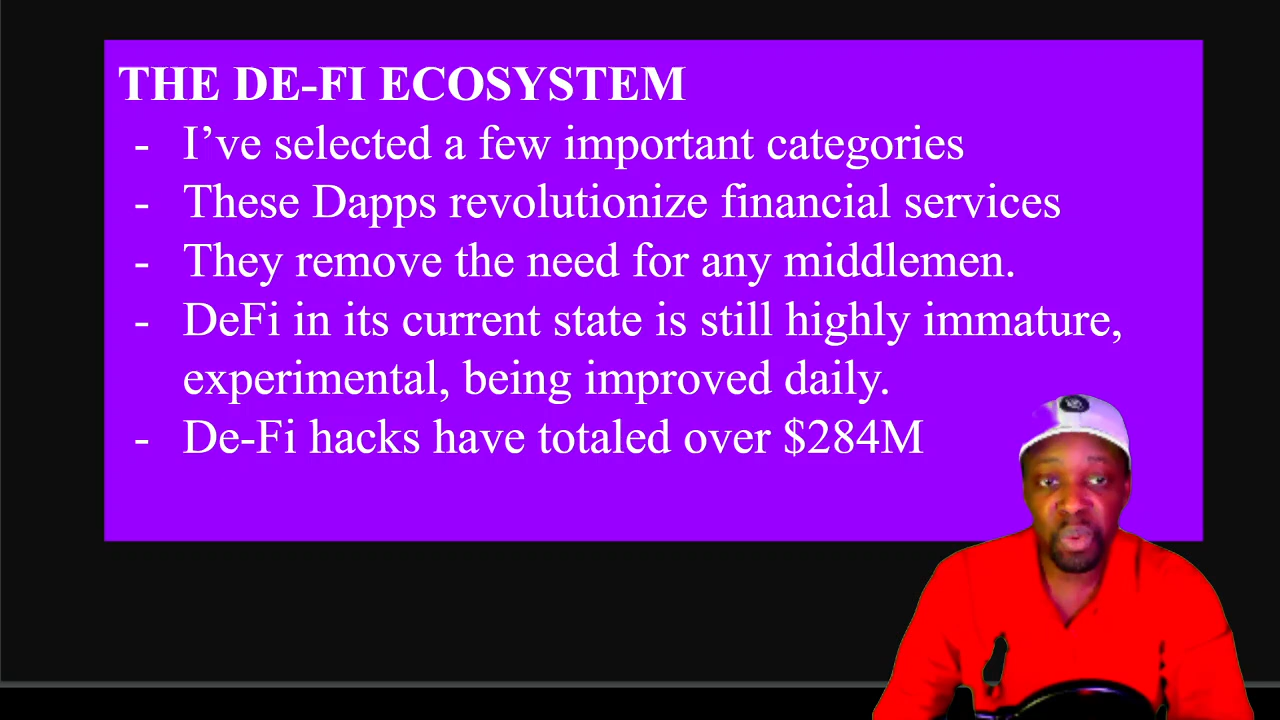 THE DE-FI ECOSYSTEM
- I’ve selected a few important categories
- These Dapps revolutionize financial services
- They remove the need for any middlemen.
- DeFi in its current state is still highly immature,
experimental, being improved daily.
- De-Fi hacks have totaled over $284M